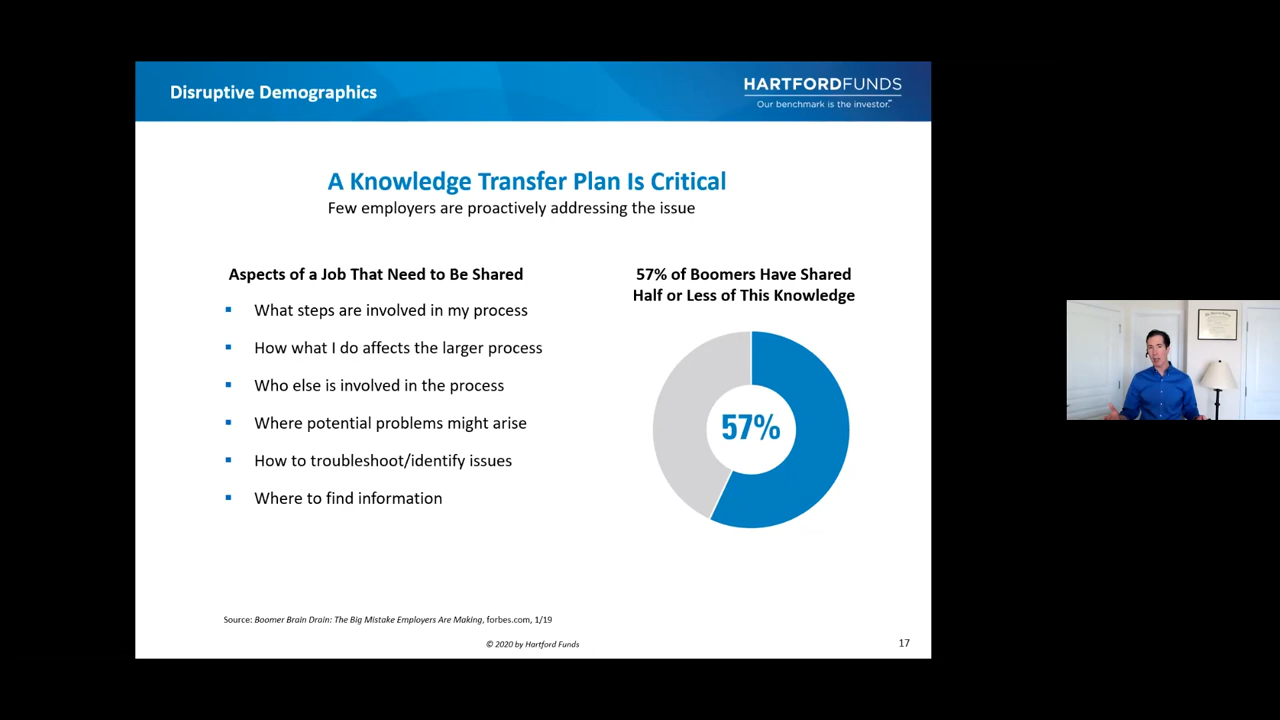 Disruptive Demographics
HARTFORDFUNDS
Our benchmark is the investor.™
A Knowledge Transfer Plan Is Critical
Few employers are proactively addressing the issue
Aspects of a Job That Need to Be Shared
▪ What steps are involved in my process
▪ How what I do affects the larger process
▪ Who else is involved in the process
▪ Where potential problems might arise
▪ How to troubleshoot/identify issues
▪ Where to find information
57% of Boomers Have Shared
Half or Less of This Knowledge
57%
Source: Boomer Brain Drain: The Big Mistake Employers Are Making, forbes.com, 1/19
© 2020 by Hartford Funds
17